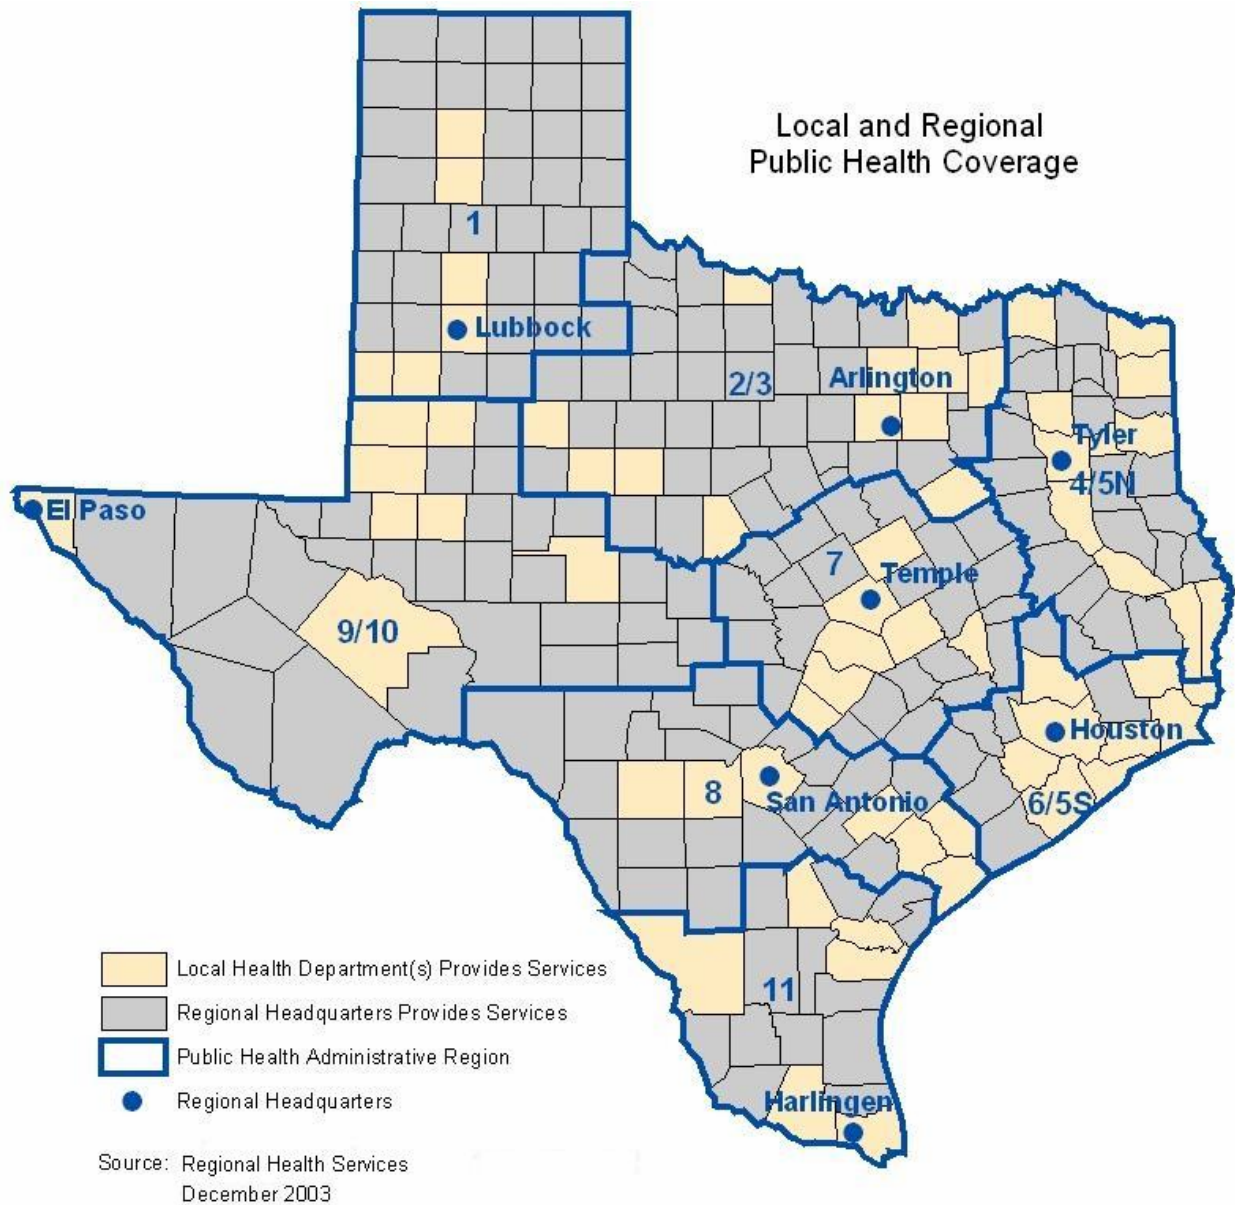 Local and Regional
Public Health Coverage
1
Lubbock
2/3
Arlington
Tyler
4/5N
El Paso
7
Temple
9/10
Houston
8
San Antonio
6/5S
11
Harlingen
Local Health Department(s) Provides Services
Regional Headquarters Provides Services
Public Health Administrative Region
Regional Headquarters
Source: Regional Health Services
December 2003